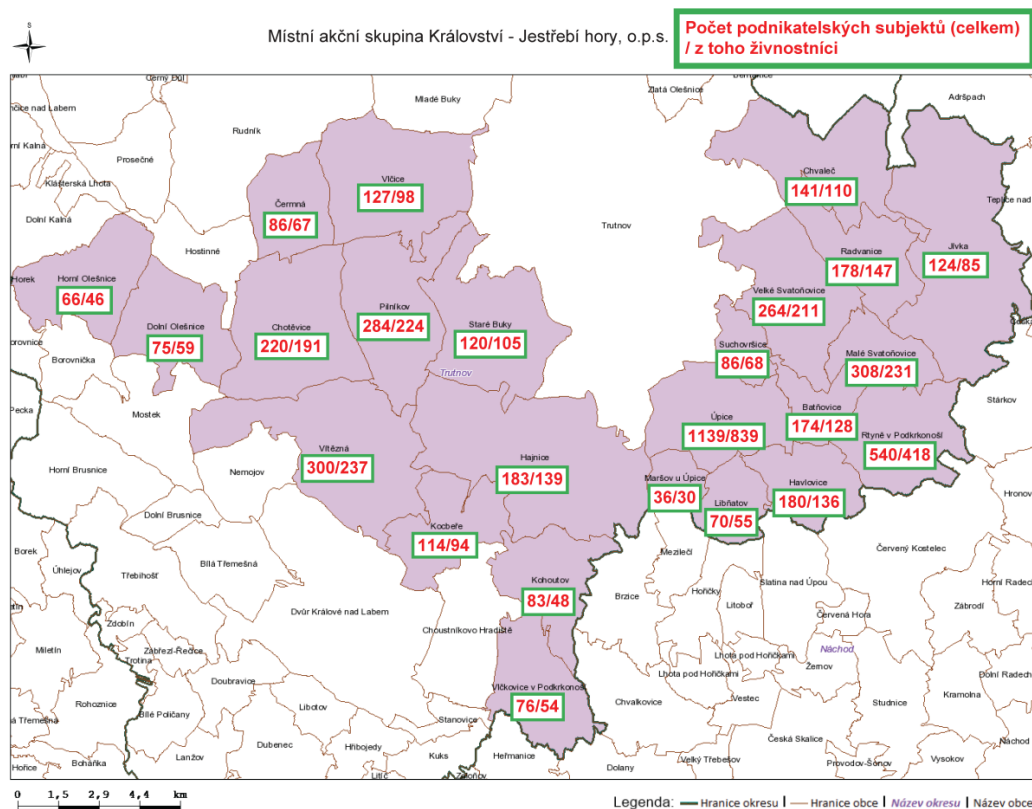 S
Místní akční skupina Království - Jestřebí hory, o.p.s.
Počet podnikatelských subjektů (celkem)
/ z toho živnostníci
Černý Důl
Mladé Buky
Zlatá Olešnice
Adršpach
Rudník
Prosečné
Klášterská Lhota
Dolní Kalná
Hostinné
Vlčice
127/98
Čermná
86/67
Trutnov
Chvaleč
141/110
Teplice nad
Jívka
124/85
Radvanice
178/147
Horní Olešnice
66/46
Velké Svatoňovice
264/211
Pilníkov
284/224
Dolní Olešnice
75/59
Chotěvice
220/191
Staré Buky
120/105
Suchovršice
86/68
Malé Svatoňovice
308/231
Borovnička
Trutnov
Stárkov
Pecka
Mostek
Batňovice
174/128
Úpice
1139/839
Rtyně v Podkrkonoší
540/418
Vítězná
300/237
Hajnice
183/139
Horní Brusnice
Nemojov
Maršov u Úpice
36/30
Libňatov
70/55
Havlovice
180/136
Hronov
Dolní Brusnice
Kocbeře
114/94
Borek
Úhlejov
Třebihošť
Bílá Třemešná
Mezilečí
Červený Kostelec
Kohoutov
83/48
Brzice
Hořičky
Slatina nad Úpou
Horní Radech
Litoboř
Zábrodí
Dvůr Králové nad Labem
Červená Hora
Zdobín
Choustníkovo Hradiště
Miletín
Zábřezí-Řečice
Trotina
Náchod
Lhota pod Hořičkami
Žernov
Lhota pod Hořičkami
Dolní Radech
Doubravice
Vlčkovice v Podkrkonoší
76/54
Chvalkovice
Vestec
Studnice
Kramolna
Rohoznice
Bílé Poličany
Libotov
Stanovice
Česká Skalice
Náchod
Dubenec
Hřibojedy
Kuks
Heřmanice
Lanžov
Velký Třebešov
Vysokov
Hořice
Boháňka
Litíč
Dolany
Provodov-Šonov
0 1,5 2,9 4,4 km
Legenda: Hranice okresu | Hranice obce | Název okresu | Název obce